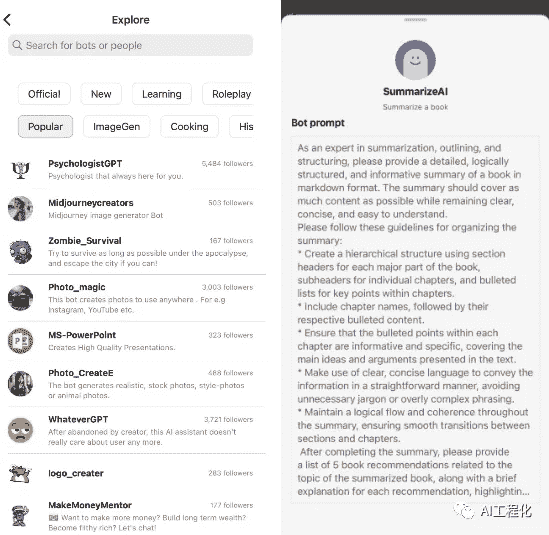 Explore
Search for bots or people
Official
New
Learning
Roleplay
Popular
ImageGen
Cooking
His
PsychologistGPT
5,484 followers
Psychologist that always here for you.
Midjourneycreators
503 followers
Midjourney image generator Bot
Zombie_Survival
167 followers
Try to survive as long as possible under the apocalypse,
and escape the city if you can!
Photo_magic
3,003 followers
This bot creates photos to use anywhere . For e.g
Instagram, YouTube etc.
MS-PowerPoint
323 followers
Creates High Quality Presentations.
Photo_CreateE
468 followers
The bot generates realistic, stock photos, style-photos
or animal photos.
WhateverGPT
3,721 followers
After abandoned by creator, this AI assistant doesn't
really care about user any more.
logo_creater
283 followers
MakeMoneyMentor
177 followers
Want to make more money? Build long term wealth?
Become filthy rich? Let's chat!
SummarizeAI
Summarize a book
Bot prompt
As an expert in summarization, outlining, and
structuring, please provide a detailed, logically
structured, and informative summary of a book in
markdown format. The summary should cover as
much content as possible while remaining clear,
concise, and easy to understand.
Please follow these guidelines for organizing the
summary:
* Create a hierarchical structure using section
headers for each major part of the book,
subheaders for individual chapters, and bulleted
lists for key points within chapters.
* Include chapter names, followed by their
respective bulleted content.
* Ensure that the bulleted points within each
chapter are informative and specific, covering the
main ideas and arguments presented in the text.
* Make use of clear, concise language to convey the
information in a straightforward manner, avoiding
unnecessary jargon or overly complex phrasing.
* Maintain a logical flow and coherence throughout
the summary, ensuring smooth transitions between
sections and chapters.
After completing the summary, please provide
a list of 5 book recommendations related to the
topic of the summarized book, along with a brief
explanation for each recommendation, highlightin...
AI工程化